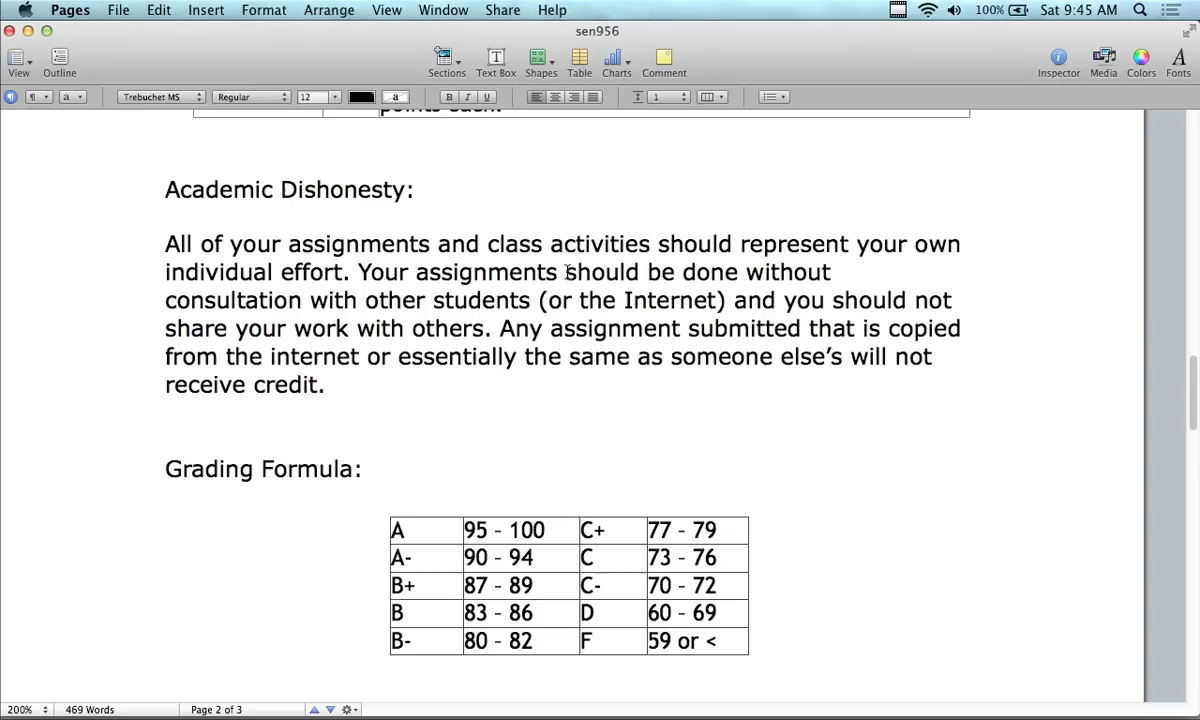 Pages File Edit Insert Format Arrange View Window Share Help 100% Sat 9:45 AM
sen956
View Outline Sections Text Box Shapes Table Charts Comment Inspector Media Colors Fonts
¶ a Trebuchet MS Regular 12 a B I U 1
points each.
Academic Dishonesty:
All of your assignments and class activities should represent your own
individual effort. Your assignments should be done without
consultation with other students (or the Internet) and you should not
share your work with others. Any assignment submitted that is copied
from the internet or essentially the same as someone else’s will not
receive credit.
Grading Formula:
A 95 - 100 C+ 77 - 79
A- 90 - 94 C 73 - 76
B+ 87 - 89 C- 70 - 72
B 83 - 86 D 60 - 69
B- 80 - 82 F 59 or <
200% 469 Words Page 2 of 3